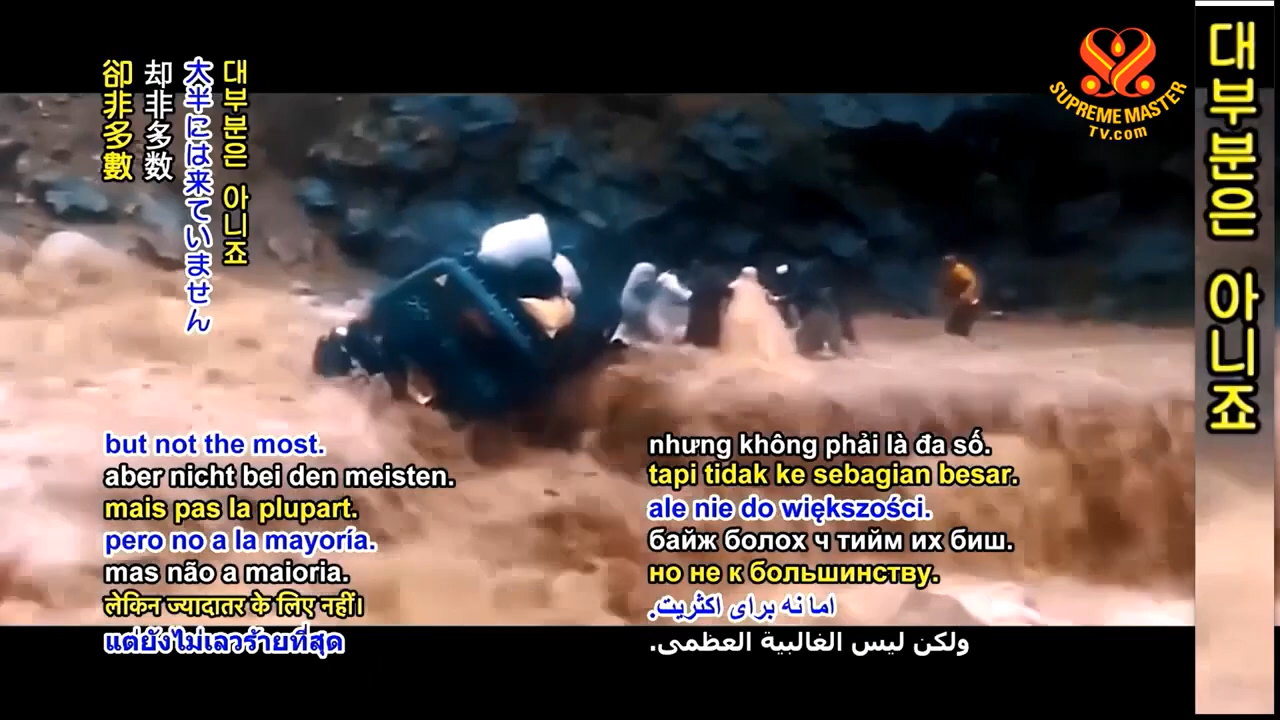 대부분은 아니죠
大半には来ていません
却非多数
卻非多數
SUPREME MASTER
TV.com
대부분은 아니죠
but not the most.
aber nicht bei den meisten.
mais pas la plupart.
pero no a la mayoría.
mas não a maioria.
लेकिन ज्यादातर के लिए नहीं।
แต่ยังไม่เลวร้ายที่สุด
nhưng không phải là đa số.
tapi tidak ke sebagian besar.
ale nie do większości.
байж болох ч тийм их биш.
но не к большинству.
اما نه برای اکثریت.
ولكن ليس الغالبية العظمى.